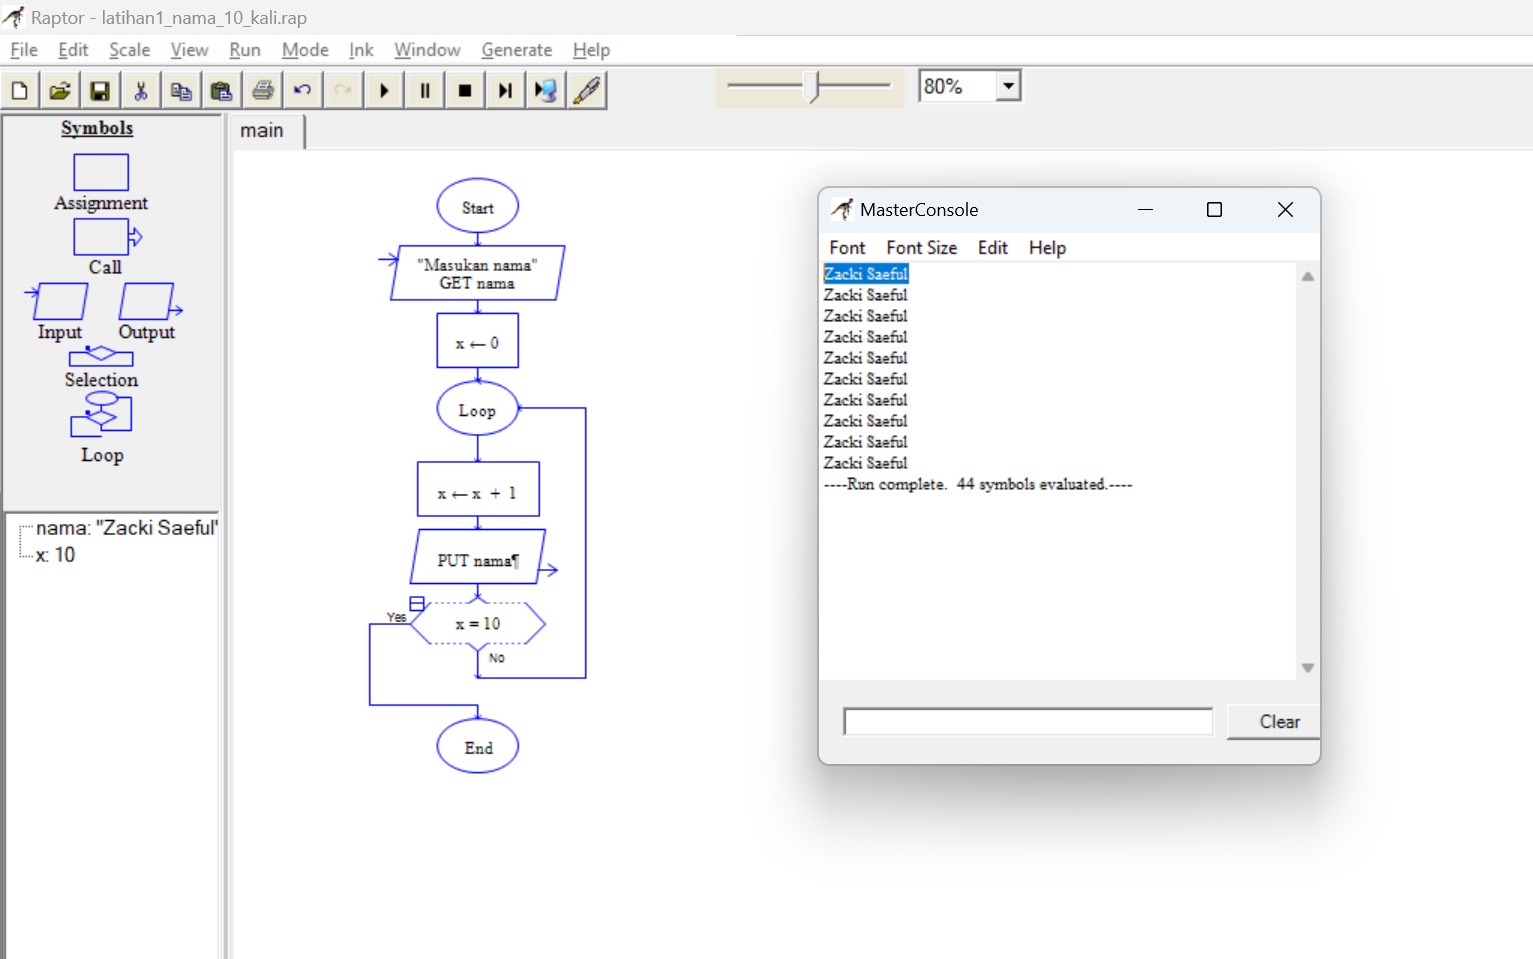 Raptor - latihan1_nama_10_kali.rap
File Edit Scale View Run Mode Ink Window Generate Help
80%
Symbols
Assignment
Call
Input Output
Selection
Loop
nama: "Zacki Saeful"
x: 10
main
Start
"Masukan nama"
GET nama
x ← 0
Loop
x ← x + 1
PUT nama¶
Yes
x = 10
No
End
MasterConsole
Font Font Size Edit Help
Zacki Saeful
Zacki Saeful
Zacki Saeful
Zacki Saeful
Zacki Saeful
Zacki Saeful
Zacki Saeful
Zacki Saeful
Zacki Saeful
Zacki Saeful
----Run complete.  44 symbols evaluated.----
Clear